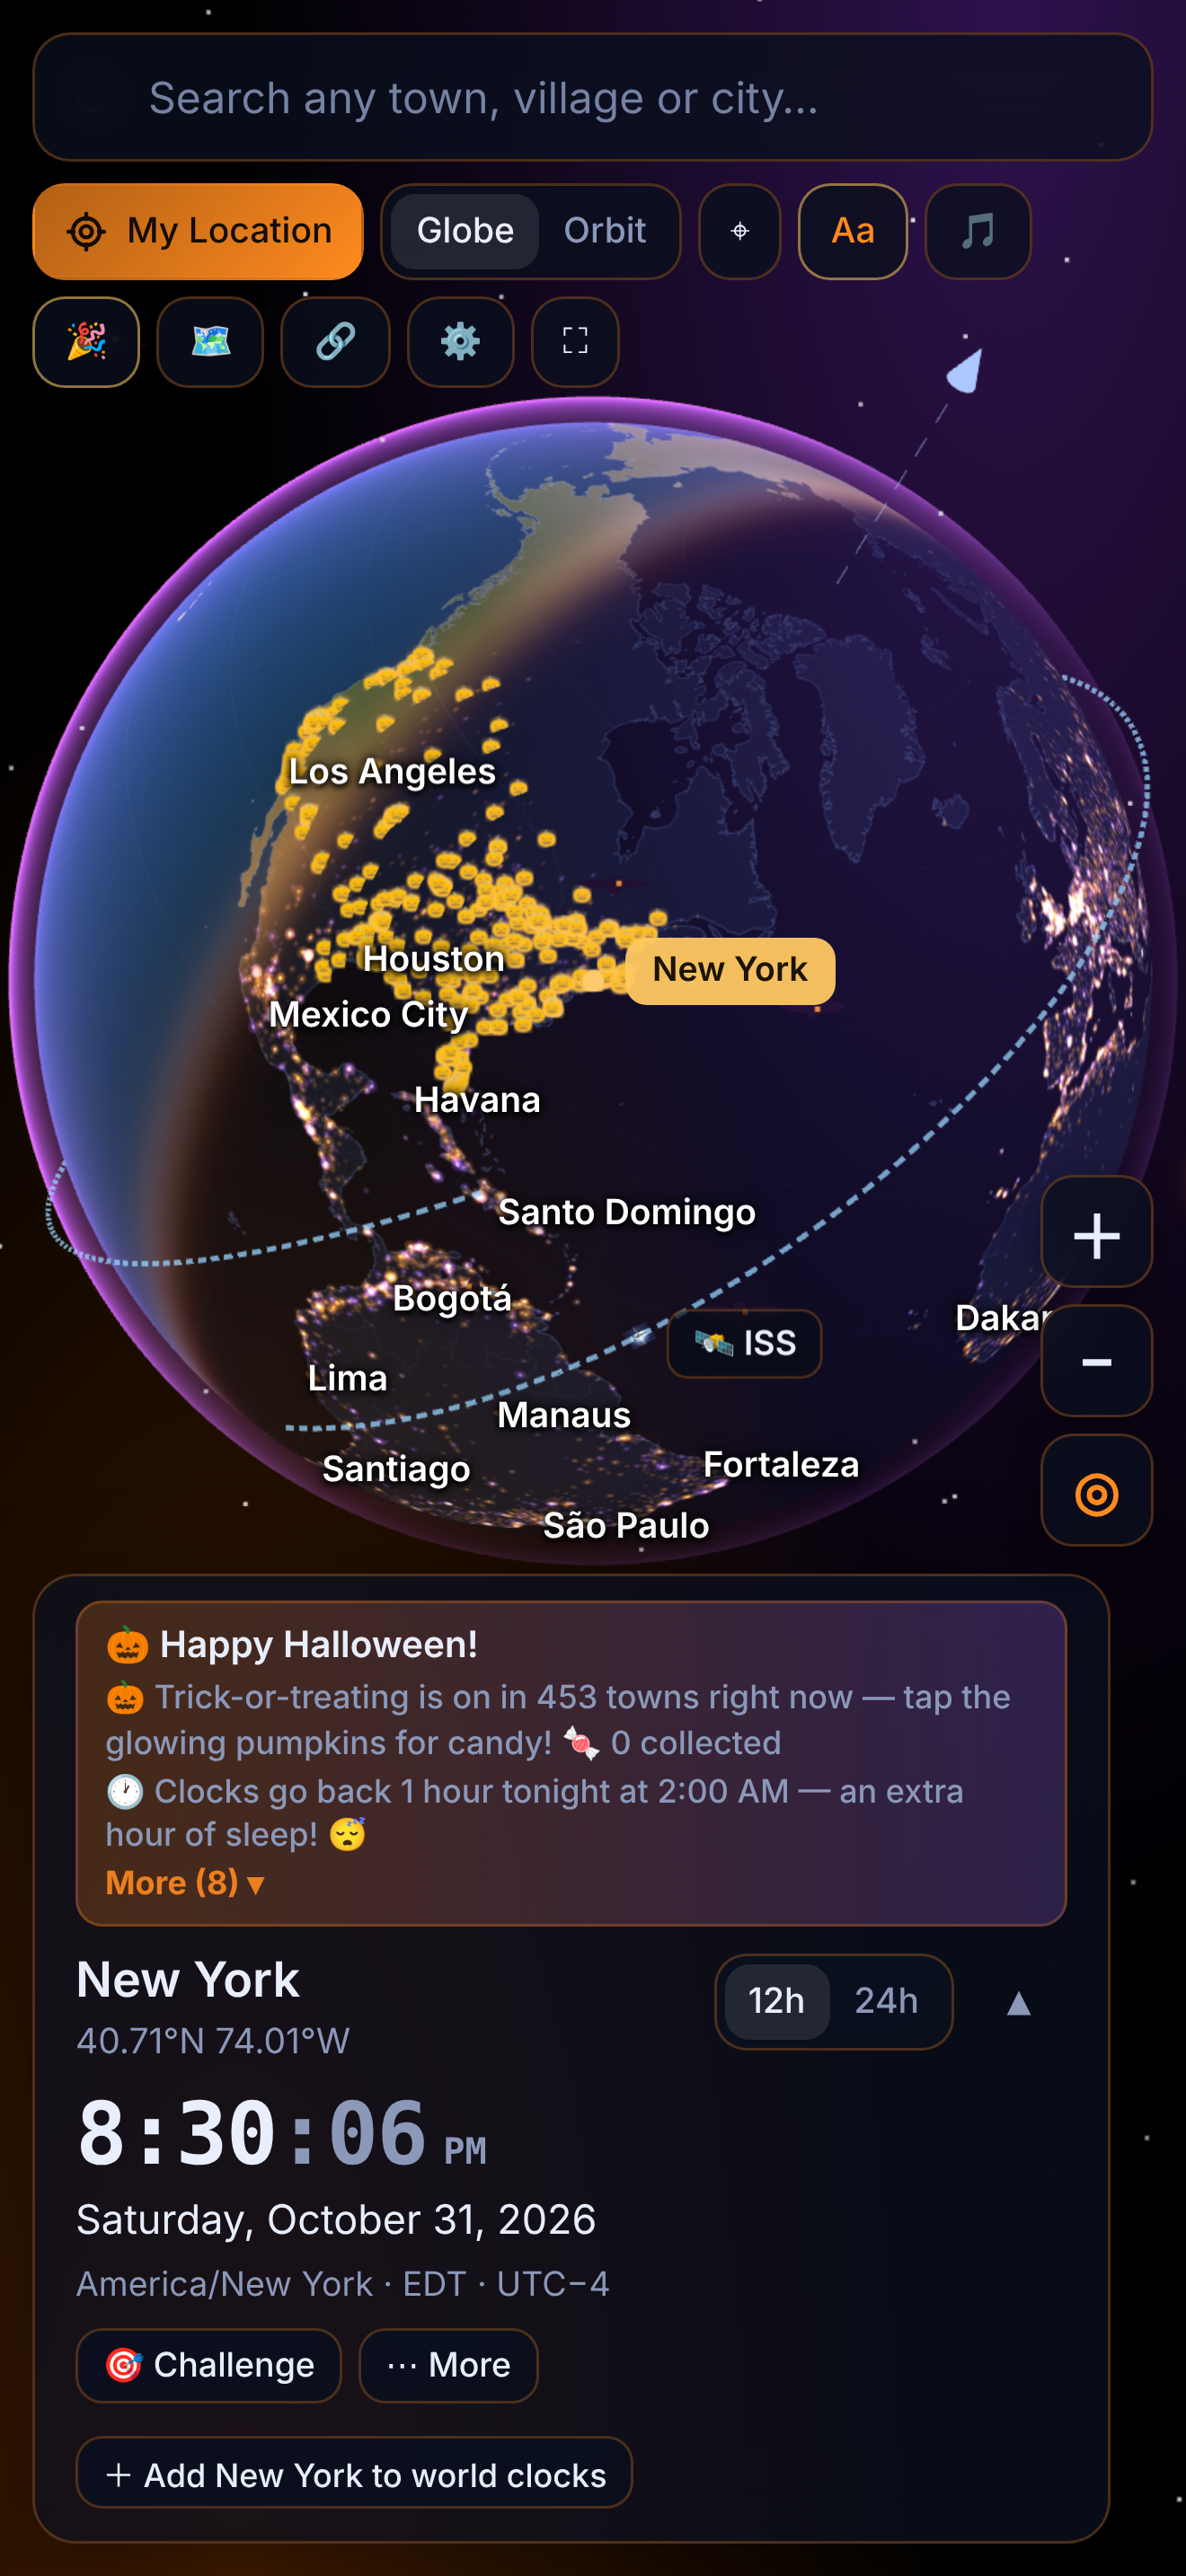 Search any town, village or city...
My Location
Globe
Orbit
Aa
Los Angeles
Houston
New York
Mexico City
Havana
Santo Domingo
Bogotá
ISS
Dakar
Lima
Manaus
Santiago
Fortaleza
São Paulo
Happy Halloween!
Trick-or-treating is on in 453 towns right now — tap the
glowing pumpkins for candy! 0 collected
Clocks go back 1 hour tonight at 2:00 AM — an extra
hour of sleep!
More (8) ▾
New York
12h
24h
40.71°N 74.01°W
8:30:06 PM
Saturday, October 31, 2026
America/New York · EDT · UTC−4
Challenge
··· More
+ Add New York to world clocks